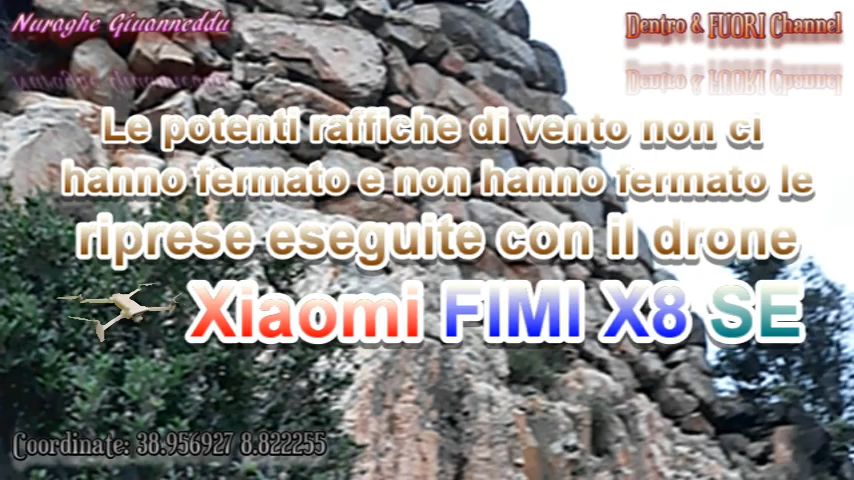 Nuraghe Giuanneddu
Dentro & FUORI Channel
Le potenti raffiche di vento non ci
hanno fermato e non hanno fermato le
riprese eseguite con il drone
Xiaomi FIMI X8 SE
Coordinate: 38.956927 8.822255